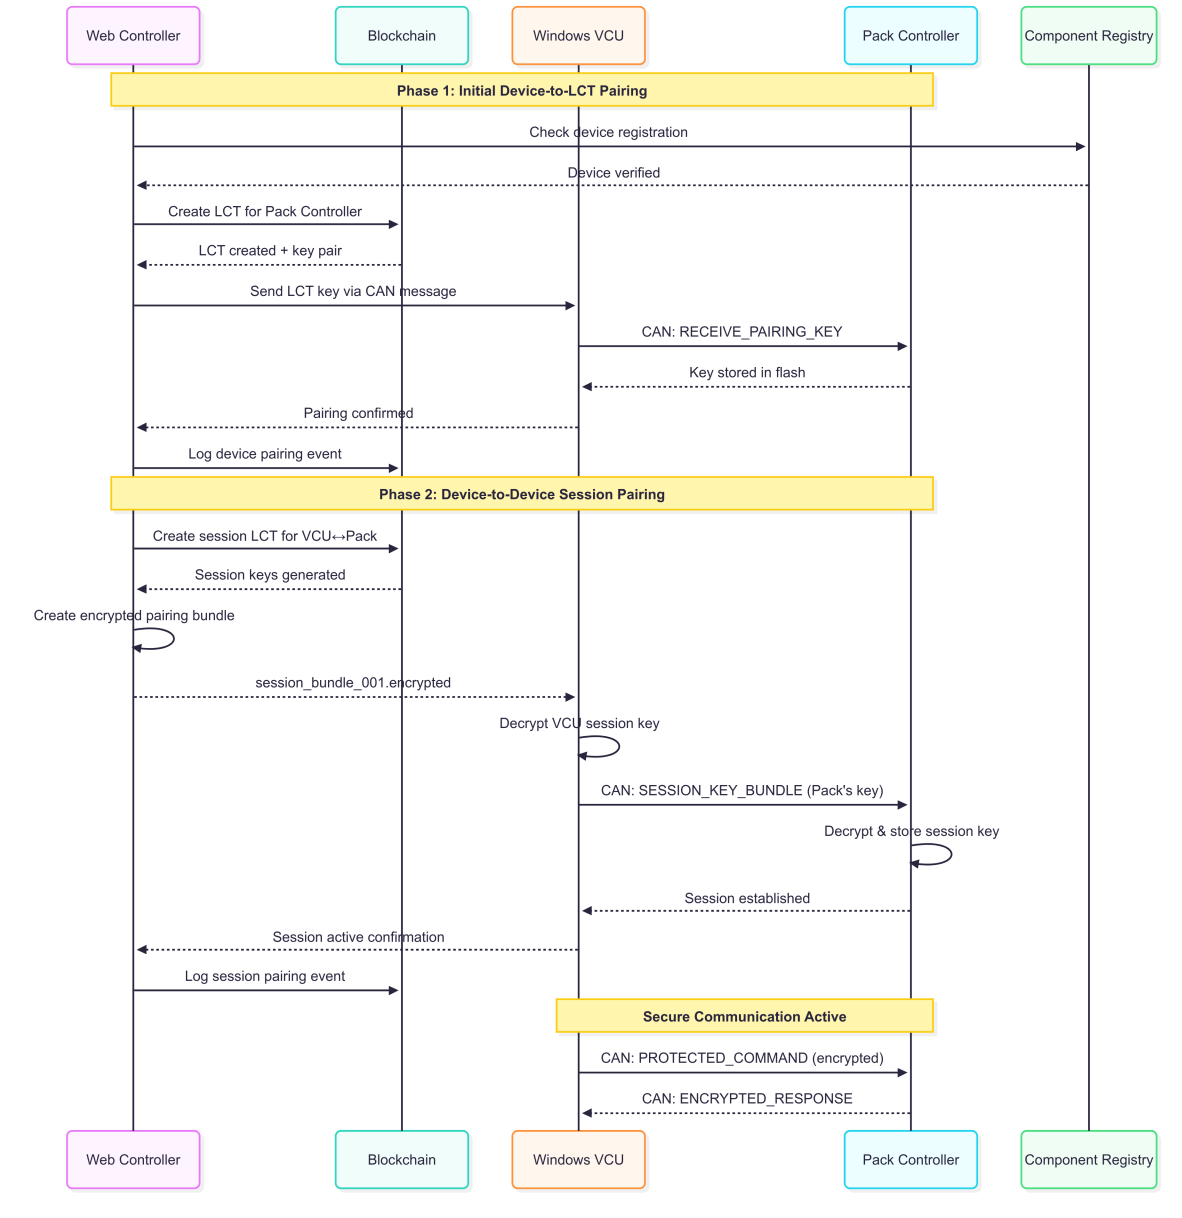 Web Controller
Blockchain
Windows VCU
Pack Controller
Component Registry
Phase 1: Initial Device-to-LCT Pairing
Check device registration
Device verified
Create LCT for Pack Controller
LCT created + key pair
Send LCT key via CAN message
CAN: RECEIVE_PAIRING_KEY
Key stored in flash
Pairing confirmed
Log device pairing event
Phase 2: Device-to-Device Session Pairing
Create session LCT for VCU↔Pack
Session keys generated
Create encrypted pairing bundle
session_bundle_001.encrypted
Decrypt VCU session key
CAN: SESSION_KEY_BUNDLE (Pack's key)
Decrypt & store session key
Session established
Session active confirmation
Log session pairing event
Secure Communication Active
CAN: PROTECTED_COMMAND (encrypted)
CAN: ENCRYPTED_RESPONSE
Web Controller
Blockchain
Windows VCU
Pack Controller
Component Registry